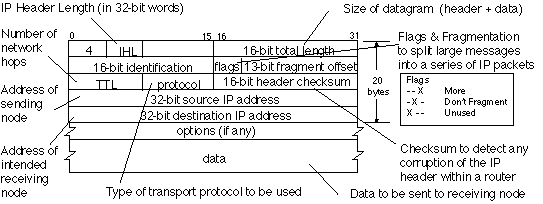 IP Header Length (in 32-bit words)
Size of datagram (header + data)
Number of
network
hops
0 15 16 31
4 IHL 16-bit total length
16-bit identification flags 13-bit fragment offset
TTL protocol 16-bit header checksum
32-bit source IP address
32-bit destination IP address
options (if any)
data
20
bytes
Flags & Fragmentation
to split large messages
into a series of IP packets
Flags
- - X More
- X - Don't Fragment
X - - Unused
Address of
sending
node
Address of
intended
receiving
node
Checksum to detect any
corruption of the IP
header within a router
Type of transport protocol to be used
Data to be sent to receiving node